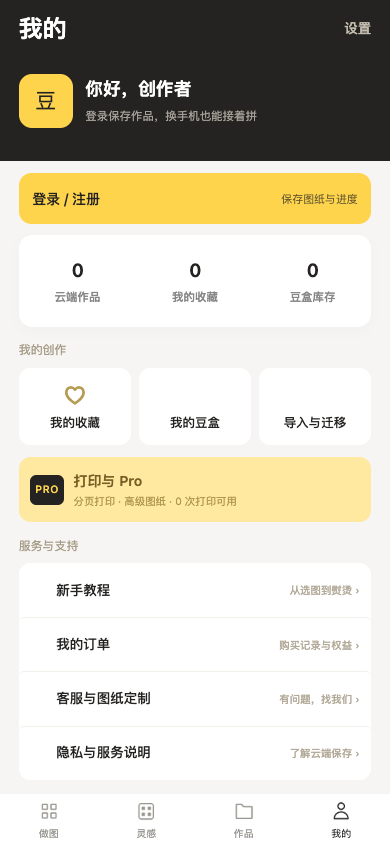 我的
设置
豆
你好，创作者
登录保存作品，换手机也能接着拼
登录 / 注册
保存图纸与进度
0
0
0
云端作品
我的收藏
豆盒库存
我的创作
我的收藏
我的豆盒
导入与迁移
PRO
打印与 Pro
分页打印 · 高级图纸 · 0 次打印可用
服务与支持
新手教程
从选图到熨烫 ›
我的订单
购买记录与权益 ›
客服与图纸定制
有问题，找我们 ›
隐私与服务说明
了解云端保存 ›
做图
灵感
作品
我的